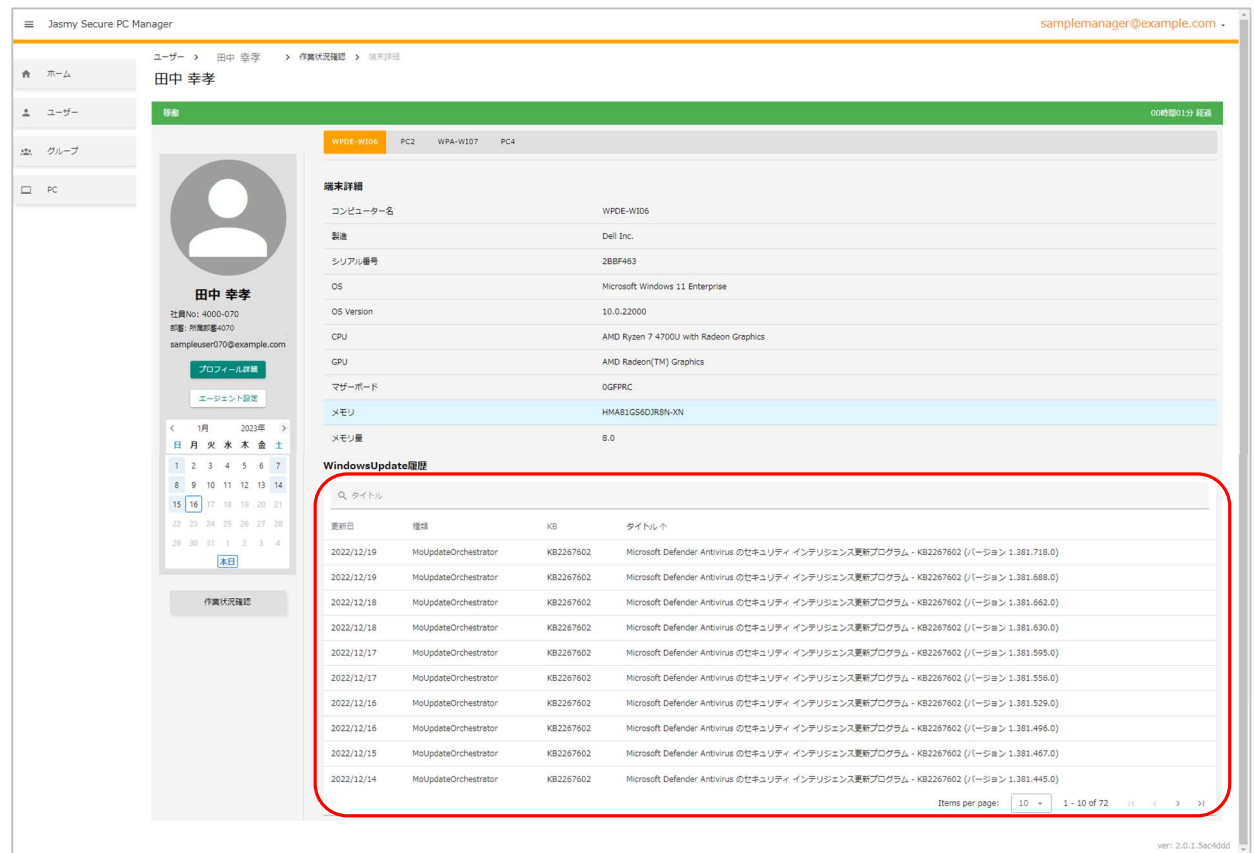 Jasmy Secure PC Manager
samplemanager@example.com
ユーザー > 田中 幸孝 > 作業状況確認 > 端末詳細
田中 幸孝
ホーム
ユーザー
グループ
PC
稼働
00時間01分 経過
WPDE-WI06 PC2 WPA-WI07 PC4
田中 幸孝
社員No: 4000-070
部署: 所属部署4070
sampleuser070@example.com
プロフィール詳細
エージェント設定
< 1月 2023年 >
日 月 火 水 木 金 土
1 2 3 4 5 6 7
8 9 10 11 12 13 14
15 16 17 18 19 20 21
22 23 24 25 26 27 28
29 30 31 1 2 3 4
本日
作業状況確認
端末詳細
コンピューター名 WPDE-WI06
製造 Dell Inc.
シリアル番号 2BBF463
OS Microsoft Windows 11 Enterprise
OS Version 10.0.22000
CPU AMD Ryzen 7 4700U with Radeon Graphics
GPU AMD Radeon(TM) Graphics
マザーボード 0GFPRC
メモリ HMA81GS6DJR8N-XN
メモリ量 8.0
WindowsUpdate履歴
タイトル
更新日 種類 KB タイトル↑
2022/12/19 MoUpdateOrchestrator KB2267602 Microsoft Defender Antivirus のセキュリティ インテリジェンス更新プログラム - KB2267602 (バージョン 1.381.718.0)
2022/12/19 MoUpdateOrchestrator KB2267602 Microsoft Defender Antivirus のセキュリティ インテリジェンス更新プログラム - KB2267602 (バージョン 1.381.688.0)
2022/12/18 MoUpdateOrchestrator KB2267602 Microsoft Defender Antivirus のセキュリティ インテリジェンス更新プログラム - KB2267602 (バージョン 1.381.662.0)
2022/12/18 MoUpdateOrchestrator KB2267602 Microsoft Defender Antivirus のセキュリティ インテリジェンス更新プログラム - KB2267602 (バージョン 1.381.630.0)
2022/12/17 MoUpdateOrchestrator KB2267602 Microsoft Defender Antivirus のセキュリティ インテリジェンス更新プログラム - KB2267602 (バージョン 1.381.595.0)
2022/12/17 MoUpdateOrchestrator KB2267602 Microsoft Defender Antivirus のセキュリティ インテリジェンス更新プログラム - KB2267602 (バージョン 1.381.556.0)
2022/12/16 MoUpdateOrchestrator KB2267602 Microsoft Defender Antivirus のセキュリティ インテリジェンス更新プログラム - KB2267602 (バージョン 1.381.529.0)
2022/12/16 MoUpdateOrchestrator KB2267602 Microsoft Defender Antivirus のセキュリティ インテリジェンス更新プログラム - KB2267602 (バージョン 1.381.496.0)
2022/12/15 MoUpdateOrchestrator KB2267602 Microsoft Defender Antivirus のセキュリティ インテリジェンス更新プログラム - KB2267602 (バージョン 1.381.467.0)
2022/12/14 MoUpdateOrchestrator KB2267602 Microsoft Defender Antivirus のセキュリティ インテリジェンス更新プログラム - KB2267602 (バージョン 1.381.445.0)
Items per page: 10 1 - 10 of 72
ver: 2.0.1.5ac4ddd